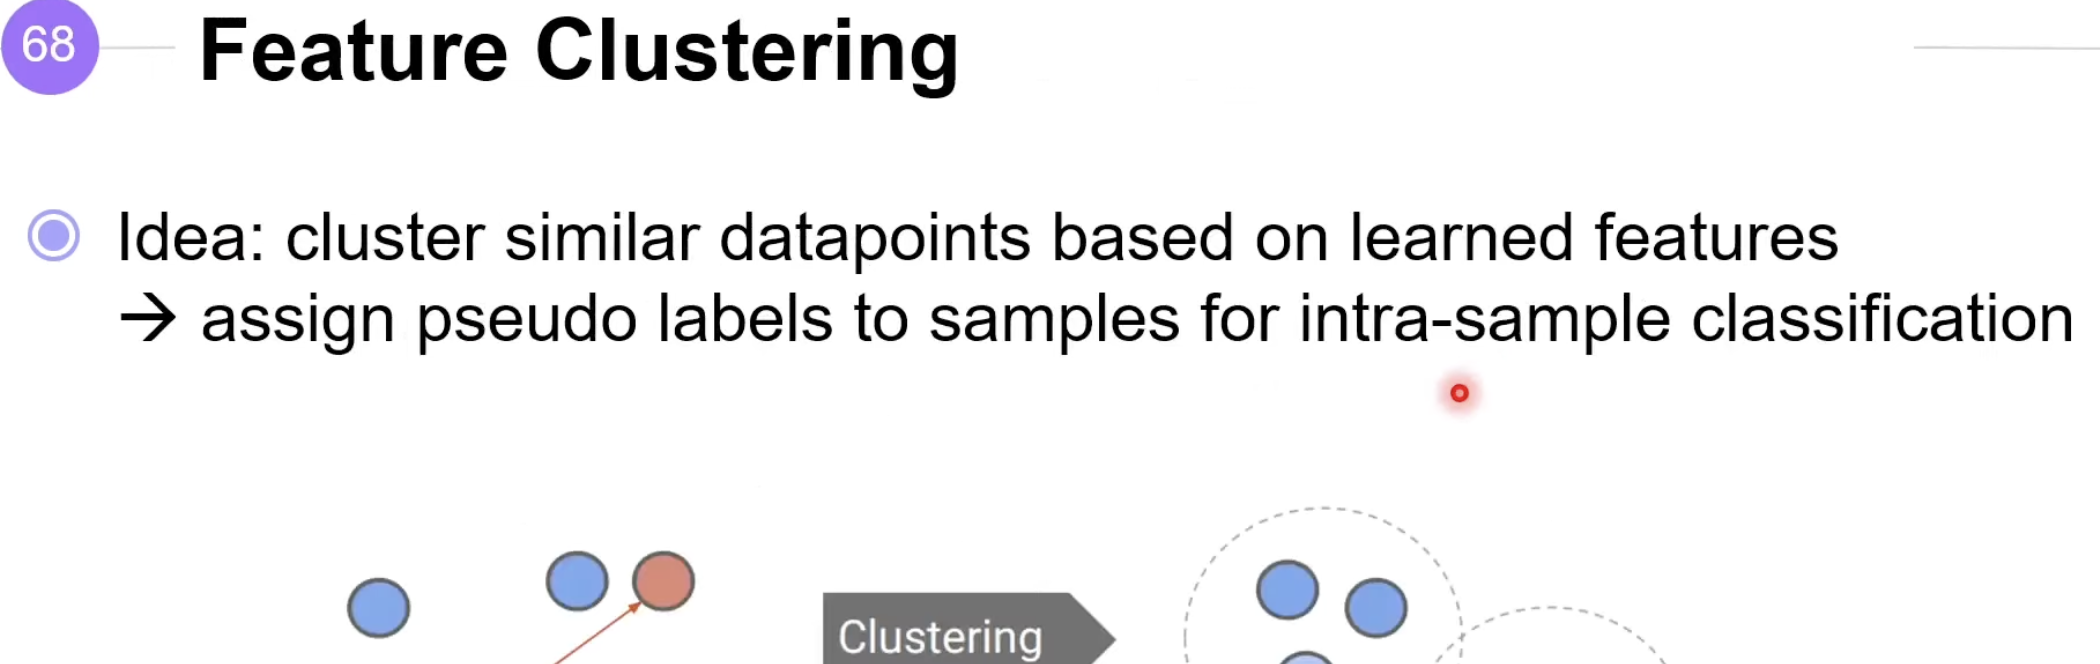 68
Feature Clustering
Idea: cluster similar datapoints based on learned features
→ assign pseudo labels to samples for intra-sample classification
Clustering